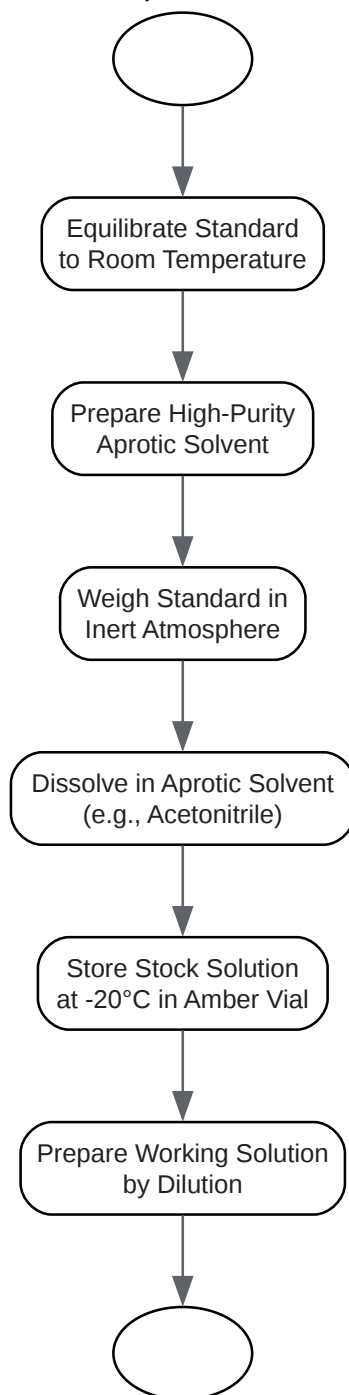 Equilibrate Standard
to Room Temperature
Prepare High-Purity
Aprotic Solvent
Weigh Standard in
Inert Atmosphere
Dissolve in Aprotic Solvent
(e.g., Acetonitrile)
Store Stock Solution
at -20°C in Amber Vial
Prepare Working Solution
by Dilution